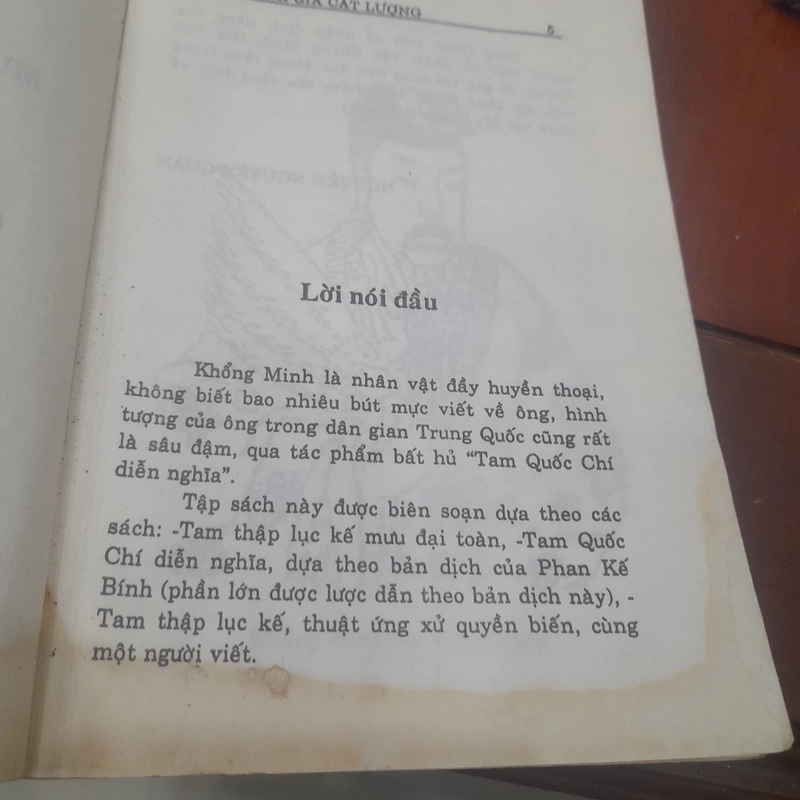 GIA CÁT LƯỢNG
5
Lời nói đầu
Khổng Minh là nhân vật đầy huyền thoại,
không biết bao nhiêu bút mực viết về ông, hình
tượng của ông trong dân gian Trung Quốc cũng rất
là sâu đậm, qua tác phẩm bất hủ “Tam Quốc Chí
diễn nghĩa”.
Tập sách này được biên soạn dựa theo các
sách: -Tam thập lục kế mưu đại toàn, -Tam Quốc
Chí diễn nghĩa, dựa theo bản dịch của Phan Kế
Bính (phần lớn được lược dẫn theo bản dịch này), -
Tam thập lục kế, thuật ứng xử quyền biến, cùng
một người viết.